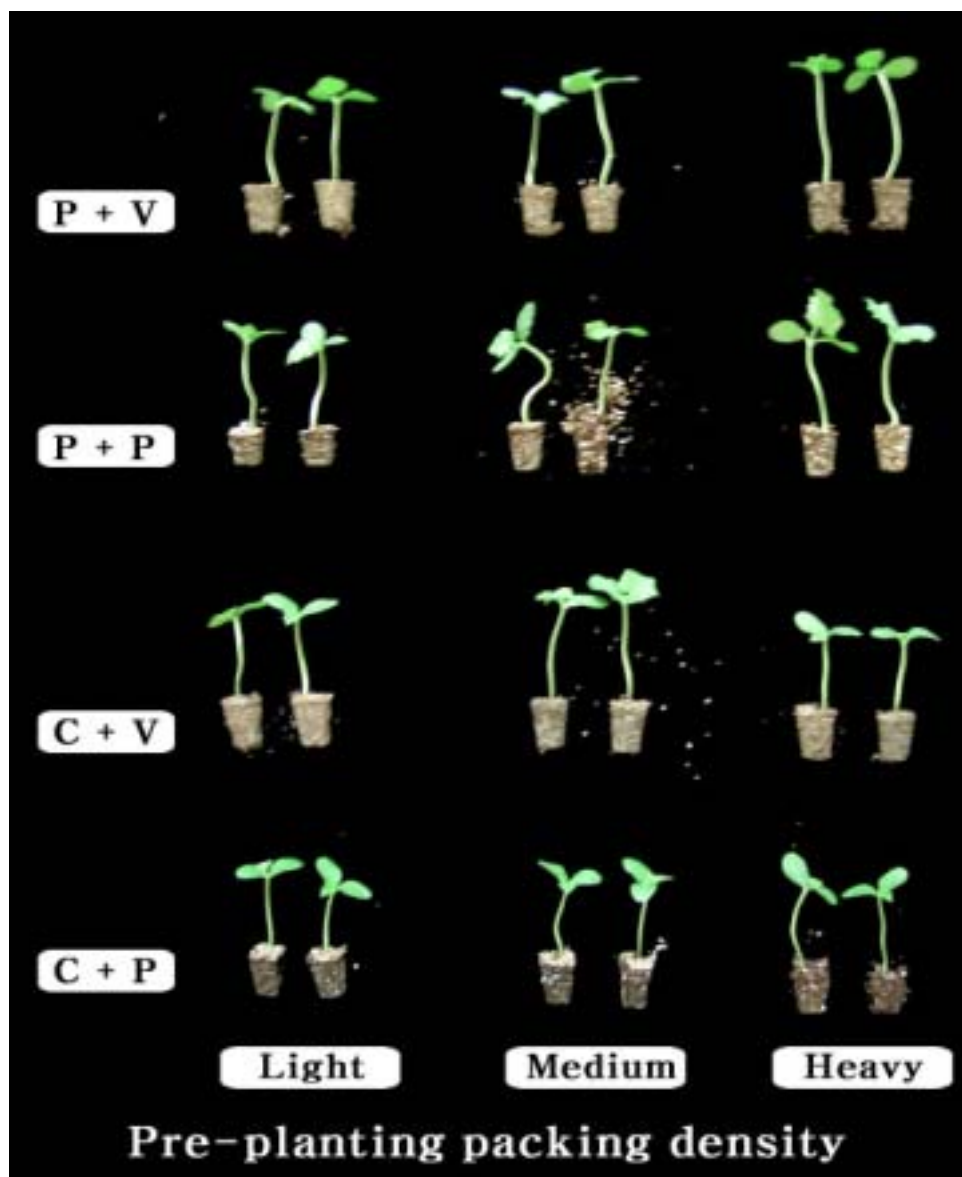 P + V
P + P
C + V
C + P
Light Medium Heavy
Pre-planting packing density